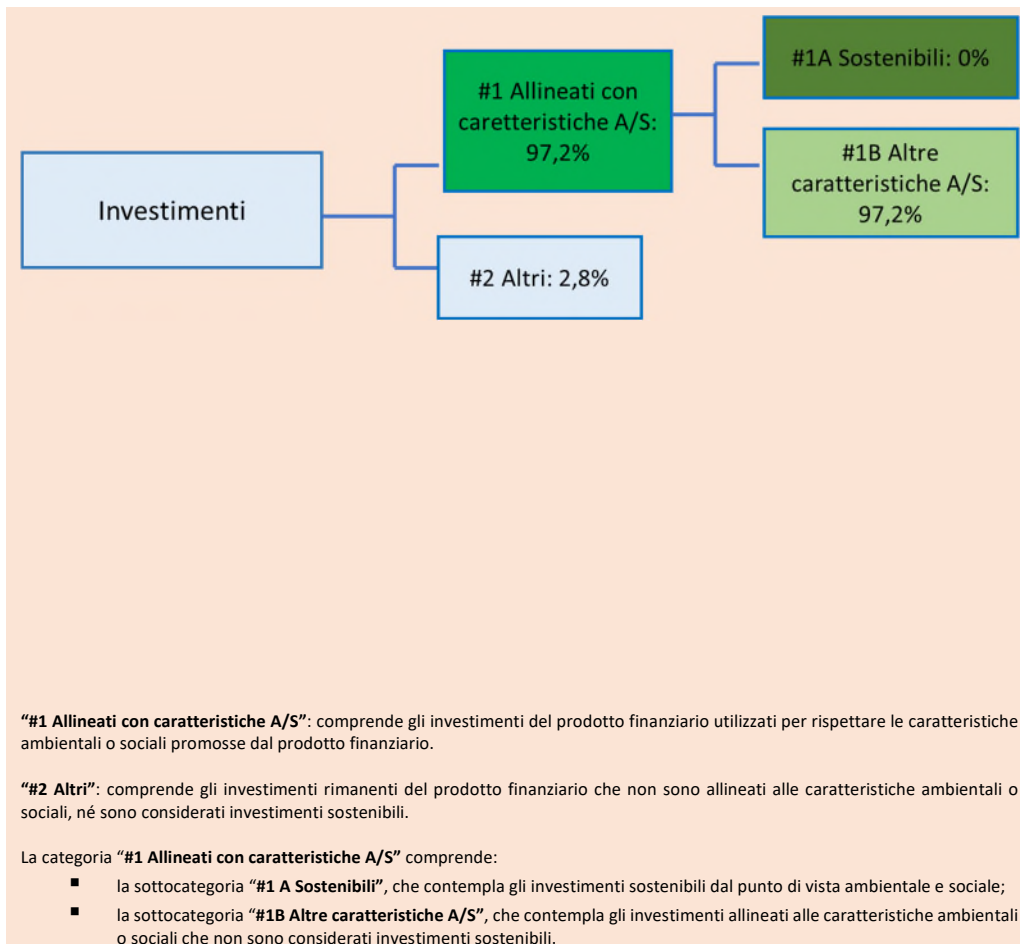 #1A Sostenibili: 0%
#1 Allineati con
caretteristiche A/S:
97,2%
#1B Altre
caratteristiche A/S:
97,2%
Investimenti
#2 Altri: 2,8%
“#1 Allineati con caratteristiche A/S”: comprende gli investimenti del prodotto finanziario utilizzati per rispettare le caratteristiche
ambientali o sociali promosse dal prodotto finanziario.
“#2 Altri”: comprende gli investimenti rimanenti del prodotto finanziario che non sono allineati alle caratteristiche ambientali o
sociali, né sono considerati investimenti sostenibili.
La categoria “#1 Allineati con caratteristiche A/S” comprende:
▪ la sottocategoria “#1 A Sostenibili”, che contempla gli investimenti sostenibili dal punto di vista ambientale e sociale;
▪ la sottocategoria “#1B Altre caratteristiche A/S”, che contempla gli investimenti allineati alle caratteristiche ambientali
o sociali che non sono considerati investimenti sostenibili.